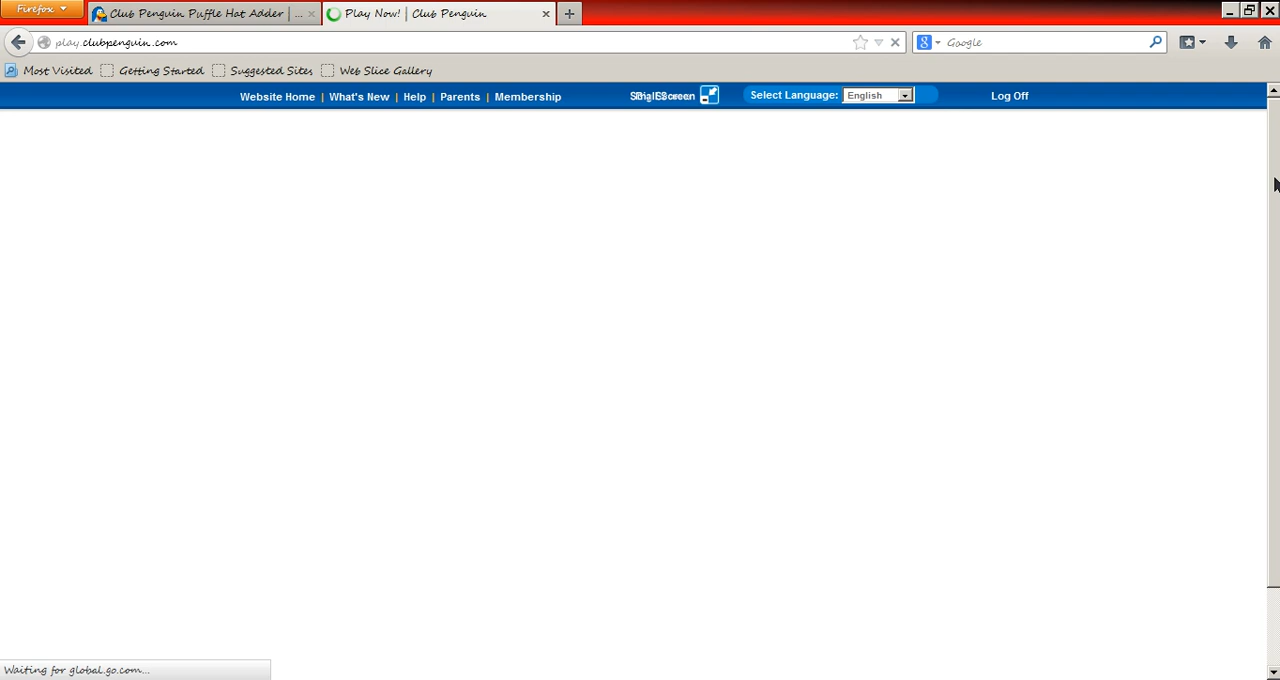 Firefox
Club Penguin Puffle Hat Adder | ...
Play Now! | Club Penguin
play.clubpenguin.com
Google
Most Visited
Getting Started
Suggested Sites
Web Slice Gallery
Website Home | What's New | Help | Parents | Membership
Screen
Select Language: English
Log Off
Waiting for global.go.com...